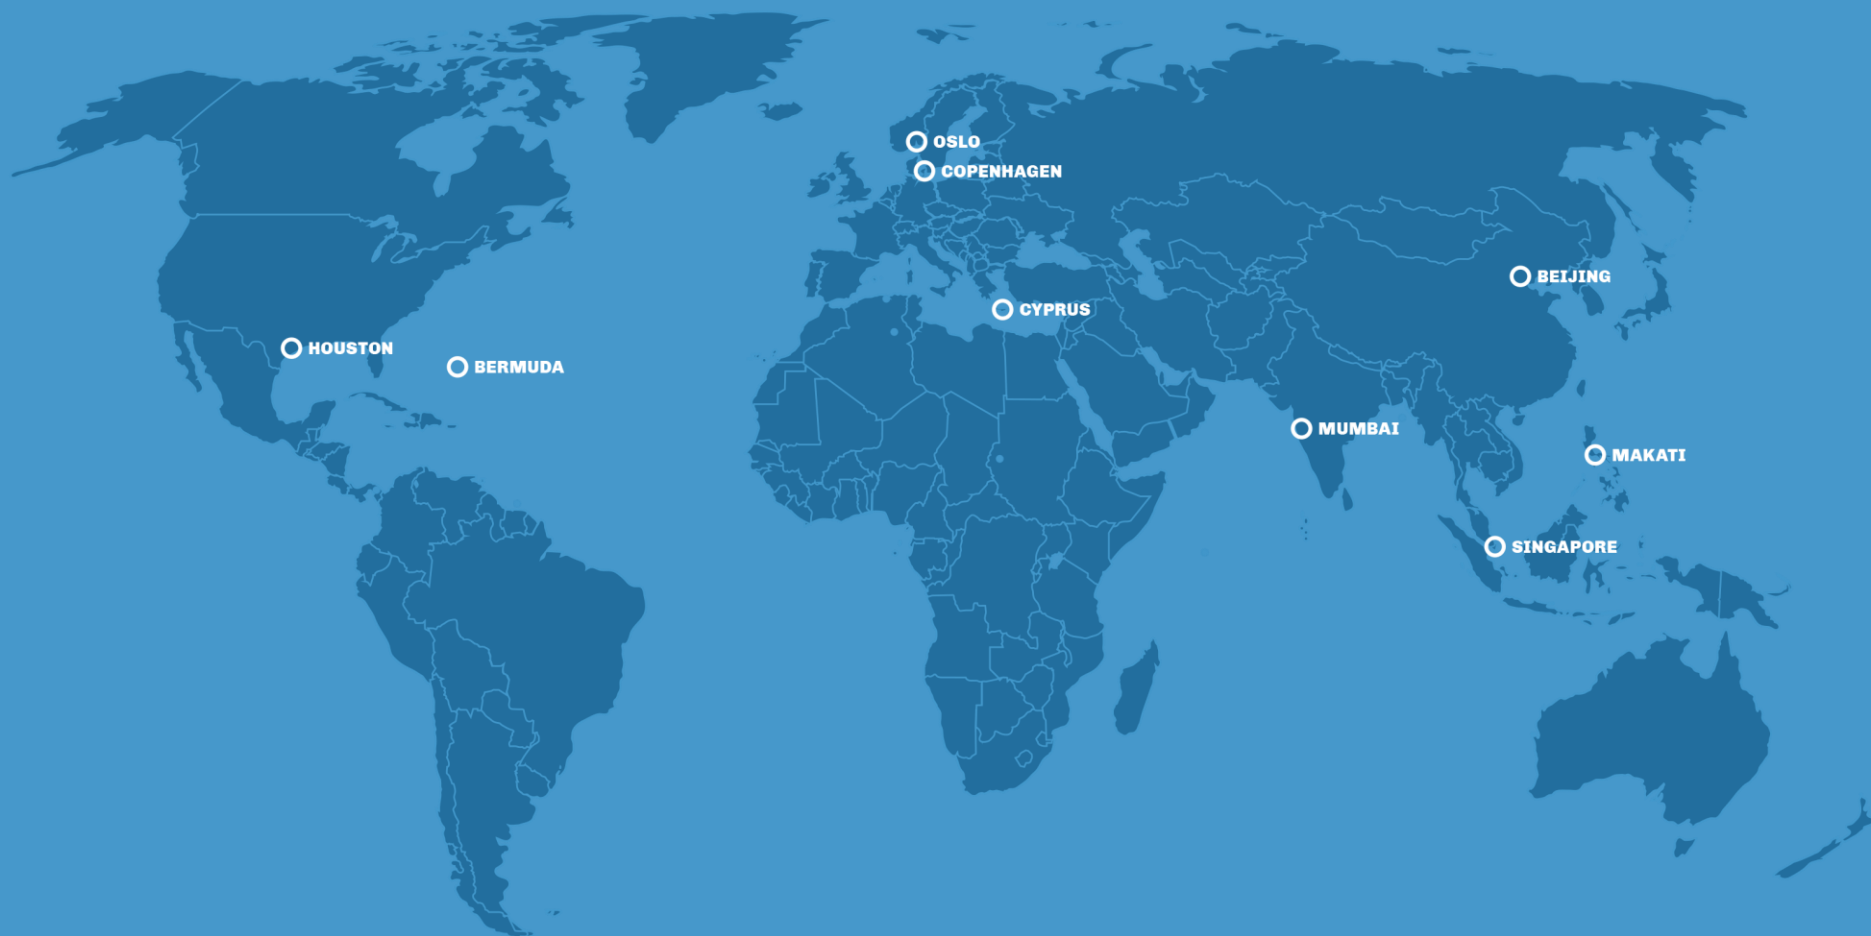 OSLO
COPENHAGEN
BEIJING
CYPRUS
HOUSTON
BERMUDA
MUMBAI
MAKATI
SINGAPORE